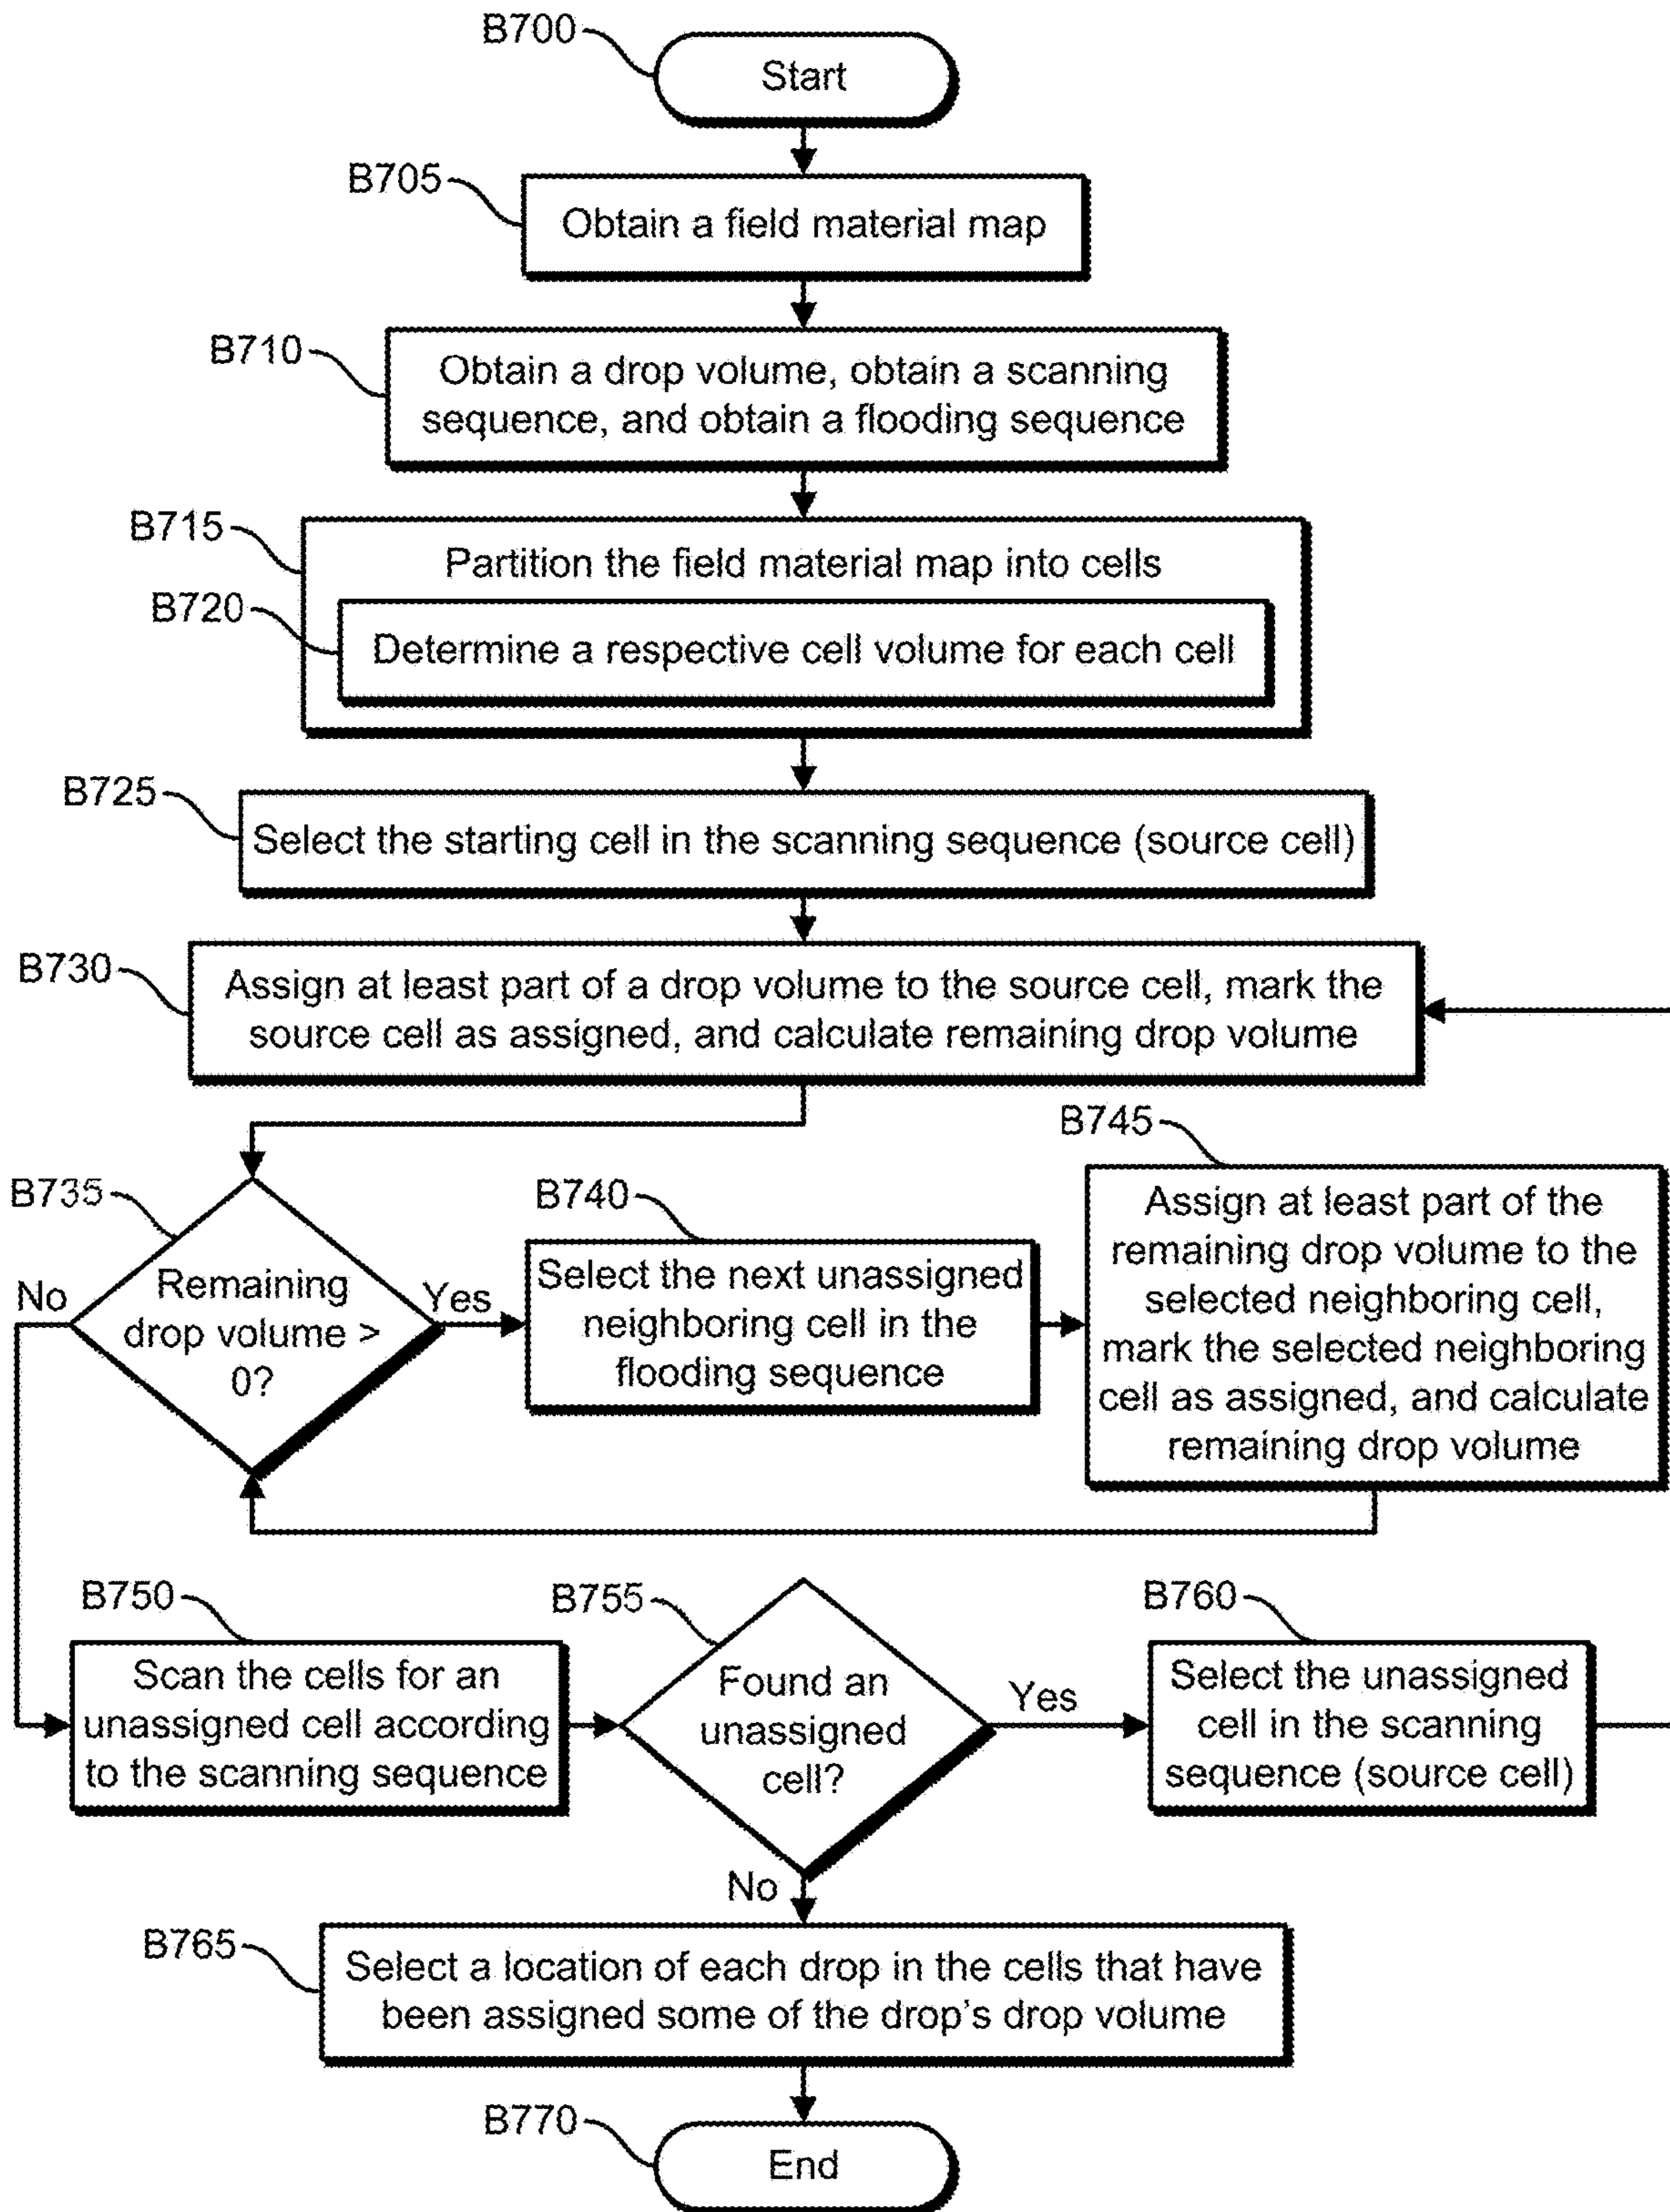 B700
Start
B705
Obtain a field material map
B710
Obtain a drop volume, obtain a scanning
sequence, and obtain a flooding sequence
B715
Partition the field material map into cells
B720
Determine a respective cell volume for each cell
B725
Select the starting cell in the scanning sequence (source cell)
B730
Assign at least part of a drop volume to the source cell, mark the
source cell as assigned, and calculate remaining drop volume
B735
Remaining
drop volume >
0?
No
Yes
B740
Select the next unassigned
neighboring cell in the
flooding sequence
B745
Assign at least part of the
remaining drop volume to the
selected neighboring cell,
mark the selected neighboring
cell as assigned, and calculate
remaining drop volume
B750
Scan the cells for an
unassigned cell according
to the scanning sequence
B755
Found an
unassigned
cell?
Yes
No
B760
Select the unassigned
cell in the scanning
sequence (source cell)
B765
Select a location of each drop in the cells that have
been assigned some of the drop's drop volume
B770
End